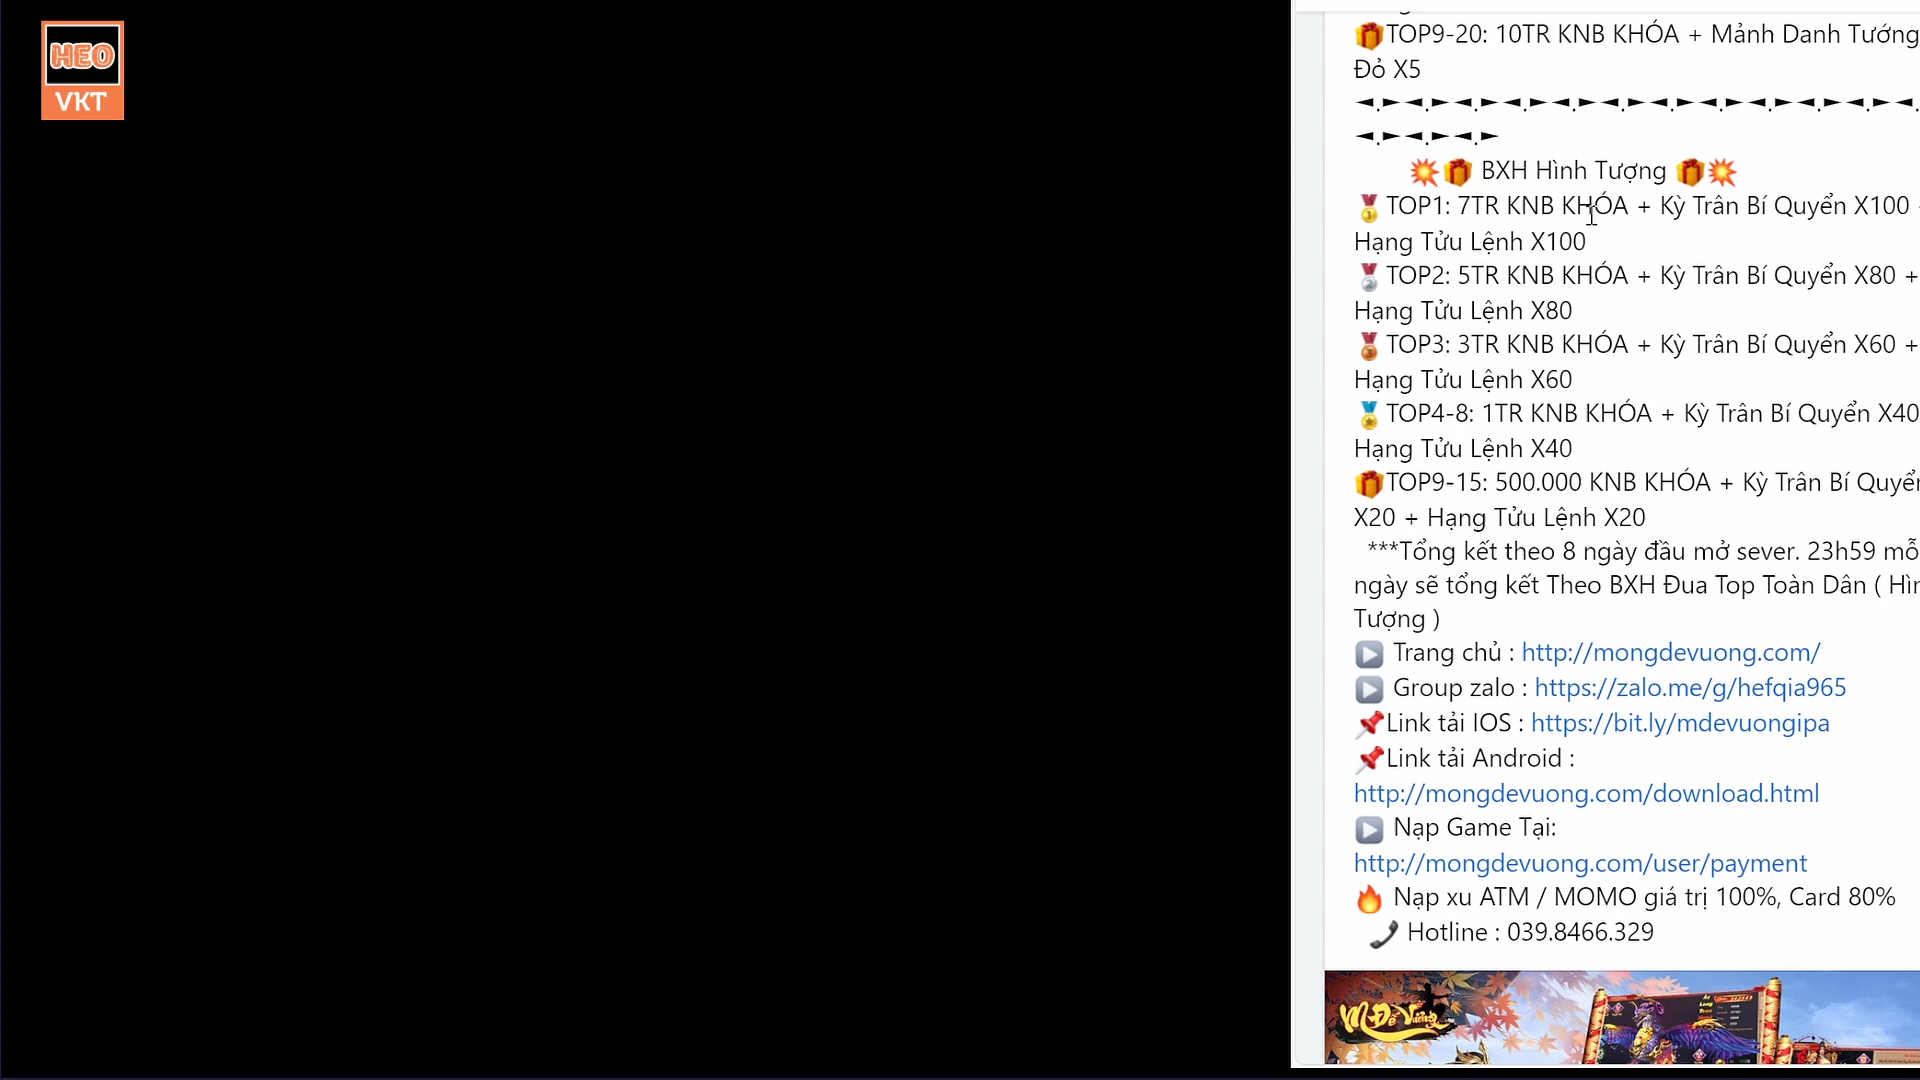 HEO
VKT
🎁TOP9-20: 10TR KNB KHÓA + Mảnh Danh Tướng
Đỏ X5
◄.►◄.►◄.►◄.►◄.►◄.►◄.►◄.►◄.►◄.►◄.►◄.
◄.►◄.►◄.►
💥🎁 BXH Hình Tượng 🎁💥
🥇TOP1: 7TR KNB KHÓA + Kỳ Trân Bí Quyển X100
Hạng Tửu Lệnh X100
🥈TOP2: 5TR KNB KHÓA + Kỳ Trân Bí Quyển X80 +
Hạng Tửu Lệnh X80
🥉TOP3: 3TR KNB KHÓA + Kỳ Trân Bí Quyển X60 +
Hạng Tửu Lệnh X60
🏅TOP4-8: 1TR KNB KHÓA + Kỳ Trân Bí Quyển X40
Hạng Tửu Lệnh X40
🎁TOP9-15: 500.000 KNB KHÓA + Kỳ Trân Bí Quyển
X20 + Hạng Tửu Lệnh X20
***Tổng kết theo 8 ngày đầu mở sever. 23h59 mỗ
ngày sẽ tổng kết Theo BXH Đua Top Toàn Dân ( Hìn
Tượng )
▶️ Trang chủ : http://mongdevuong.com/
▶️ Group zalo : https://zalo.me/g/hefqia965
📌Link tải IOS : https://bit.ly/mdevuongipa
📌Link tải Android :
http://mongdevuong.com/download.html
▶️ Nạp Game Tại:
http://mongdevuong.com/user/payment
🔥 Nạp xu ATM / MOMO giá trị 100%, Card 80%
📞 Hotline : 039.8466.329
M Đế Vương